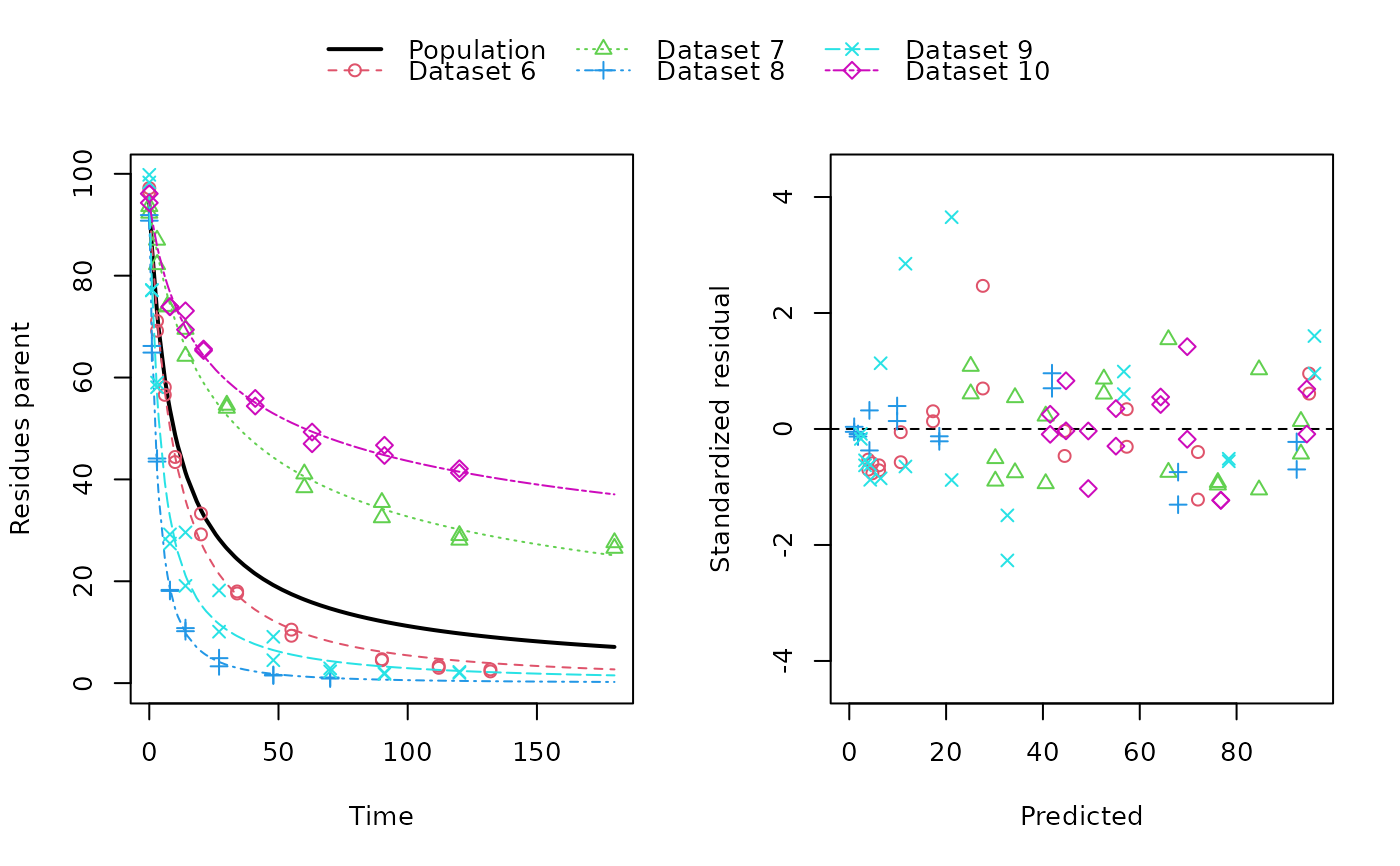 Population Dataset 7 Dataset 9
Dataset 6 Dataset 8 Dataset 10
Residues parent
100
80
60
40
20
0
0 50 100 150
Time
Standardized residual
4
2
0
-2
-4
0 20 40 60 80
Predicted